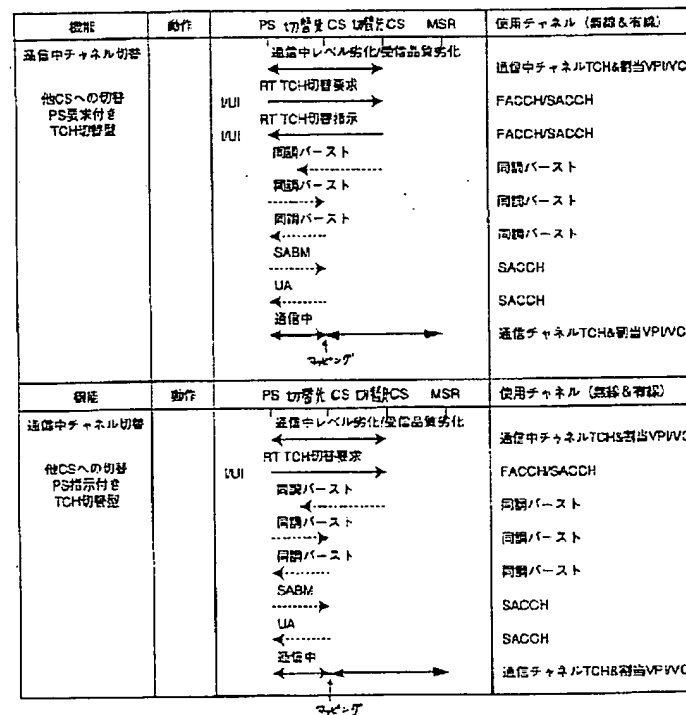 機能 動作 PS 切替先CS 切替元CS MSR 使用チャネル (無線&有線)
通信中チャネル切替 通信中レベル劣化/受信品質劣化
通信中チャネルTCH&割当VPI/VC
RT TCH切替要求
他CSへの切替 I/UI FACCH/SACCH
PS要求付き RT TCH切替指示
TCH切替型 I/UI FACCH/SACCH
同調バースト
同調バースト
同調バースト
同調バースト
同調バースト
同調バースト
SABM
SACCH
UA
SACCH
通信中
通信チャネルTCH&割当VPI/VC
マッピング
機能 動作 PS 切替先CS 切替元CS MSR 使用チャネル (無線&有線)
通信中チャネル切替 通信中レベル劣化/受信品質劣化
通信中チャネルTCH&割当VPI/VC
RT TCH切替要求
他CSへの切替 I/UI FACCH/SACCH
PS指示付き 同調バースト
TCH切替型 同調バースト
同調バースト
同調バースト
同調バースト
同調バースト
SABM
SACCH
UA
SACCH
通信中
通信チャネルTCH&割当VPI/VC
マッピング